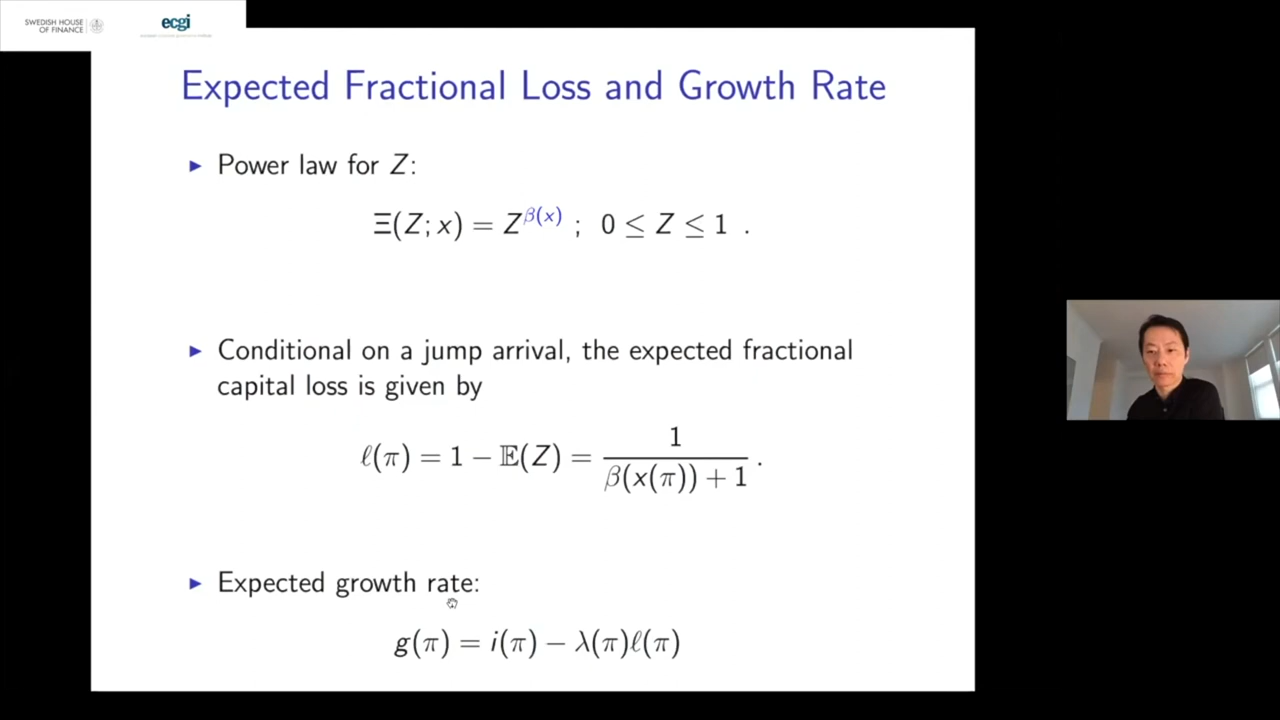 SWEDISH HOUSE
OF FINANCE
ecgi
Expected Fractional Loss and Growth Rate
▶ Power law for Z:
Ξ(Z; x) = Z^β(x) ; 0 ≤ Z ≤ 1 .
▶ Conditional on a jump arrival, the expected fractional
capital loss is given by
ℓ(π) = 1 − 𝔼(Z) = 1 / (β(x(π)) + 1) .
▶ Expected growth rate:
g(π) = i(π) − λ(π)ℓ(π)